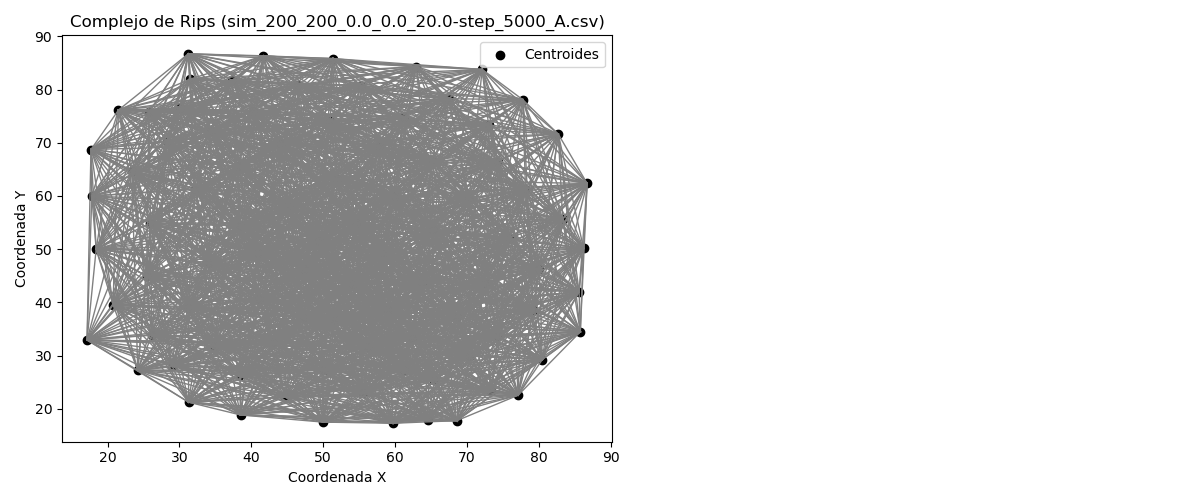 Complejo de Rips (sim_200_200_0.0_0.0_20.0-step_5000_A.csv)
Centroides
90
80
70
60
50
40
30
20
Coordenada Y
20 30 40 50 60 70 80 90
Coordenada X